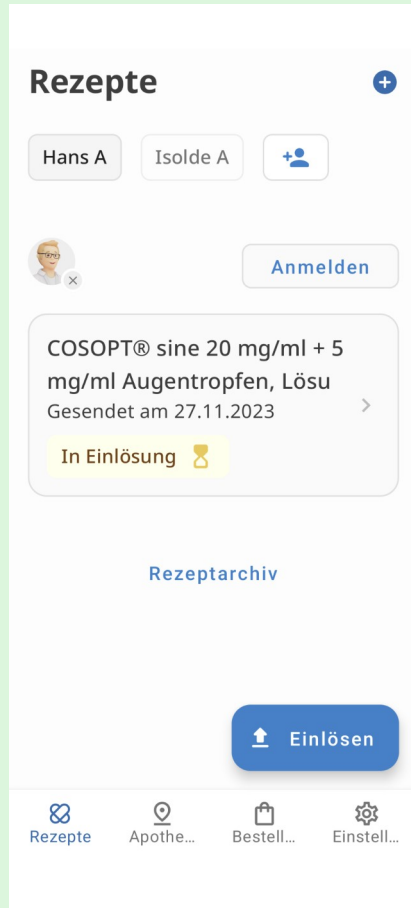 Rezepte
Hans A
Isolde A
Anmelden
COSOPT® sine 20 mg/ml + 5
mg/ml Augentropfen, Lösu
Gesendet am 27.11.2023
In Einlösung
Rezeptarchiv
Einlösen
Rezepte
Apothe...
Bestell...
Einstell...